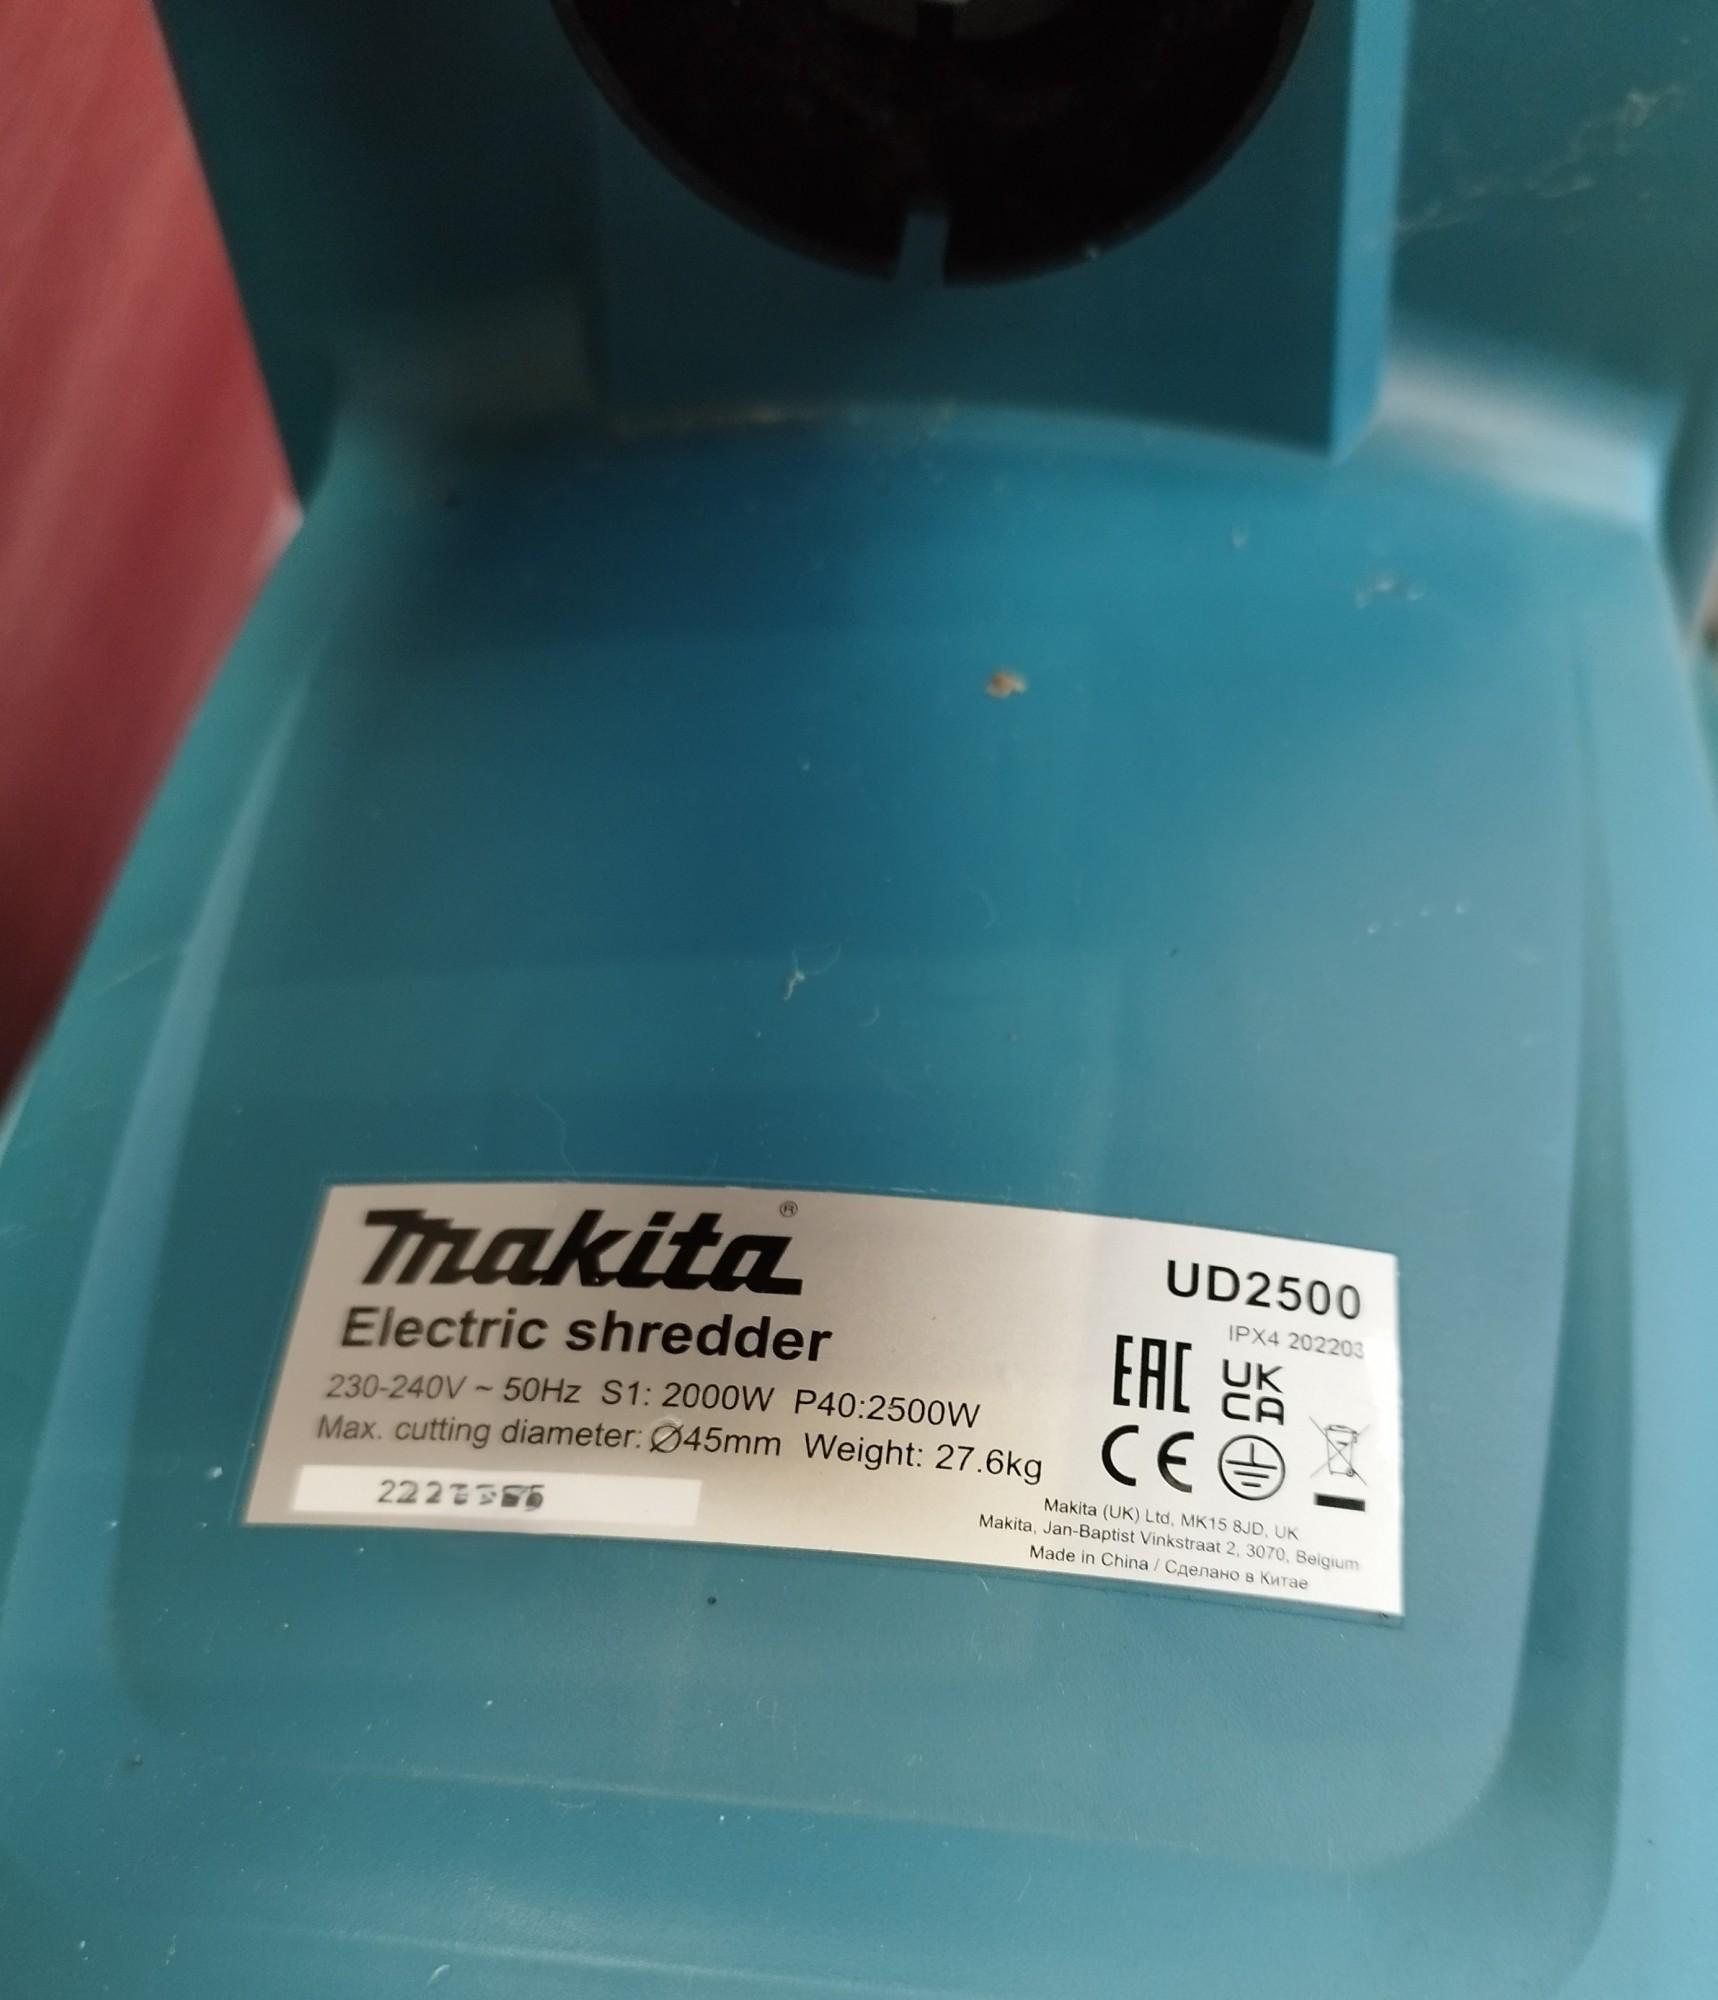 makita®
Electric shredder
230-240V ~ 50Hz S1: 2000W P40:2500W
Max. cutting diameter: Ø45mm Weight: 27.6kg
UD2500
IPX4 202203
EAC
UK
CA
CE
Makita (UK) Ltd, MK15 8JD, UK
Makita, Jan-Baptist Vinkstraat 2, 3070, Belgium
Made in China / Сделано в Китае